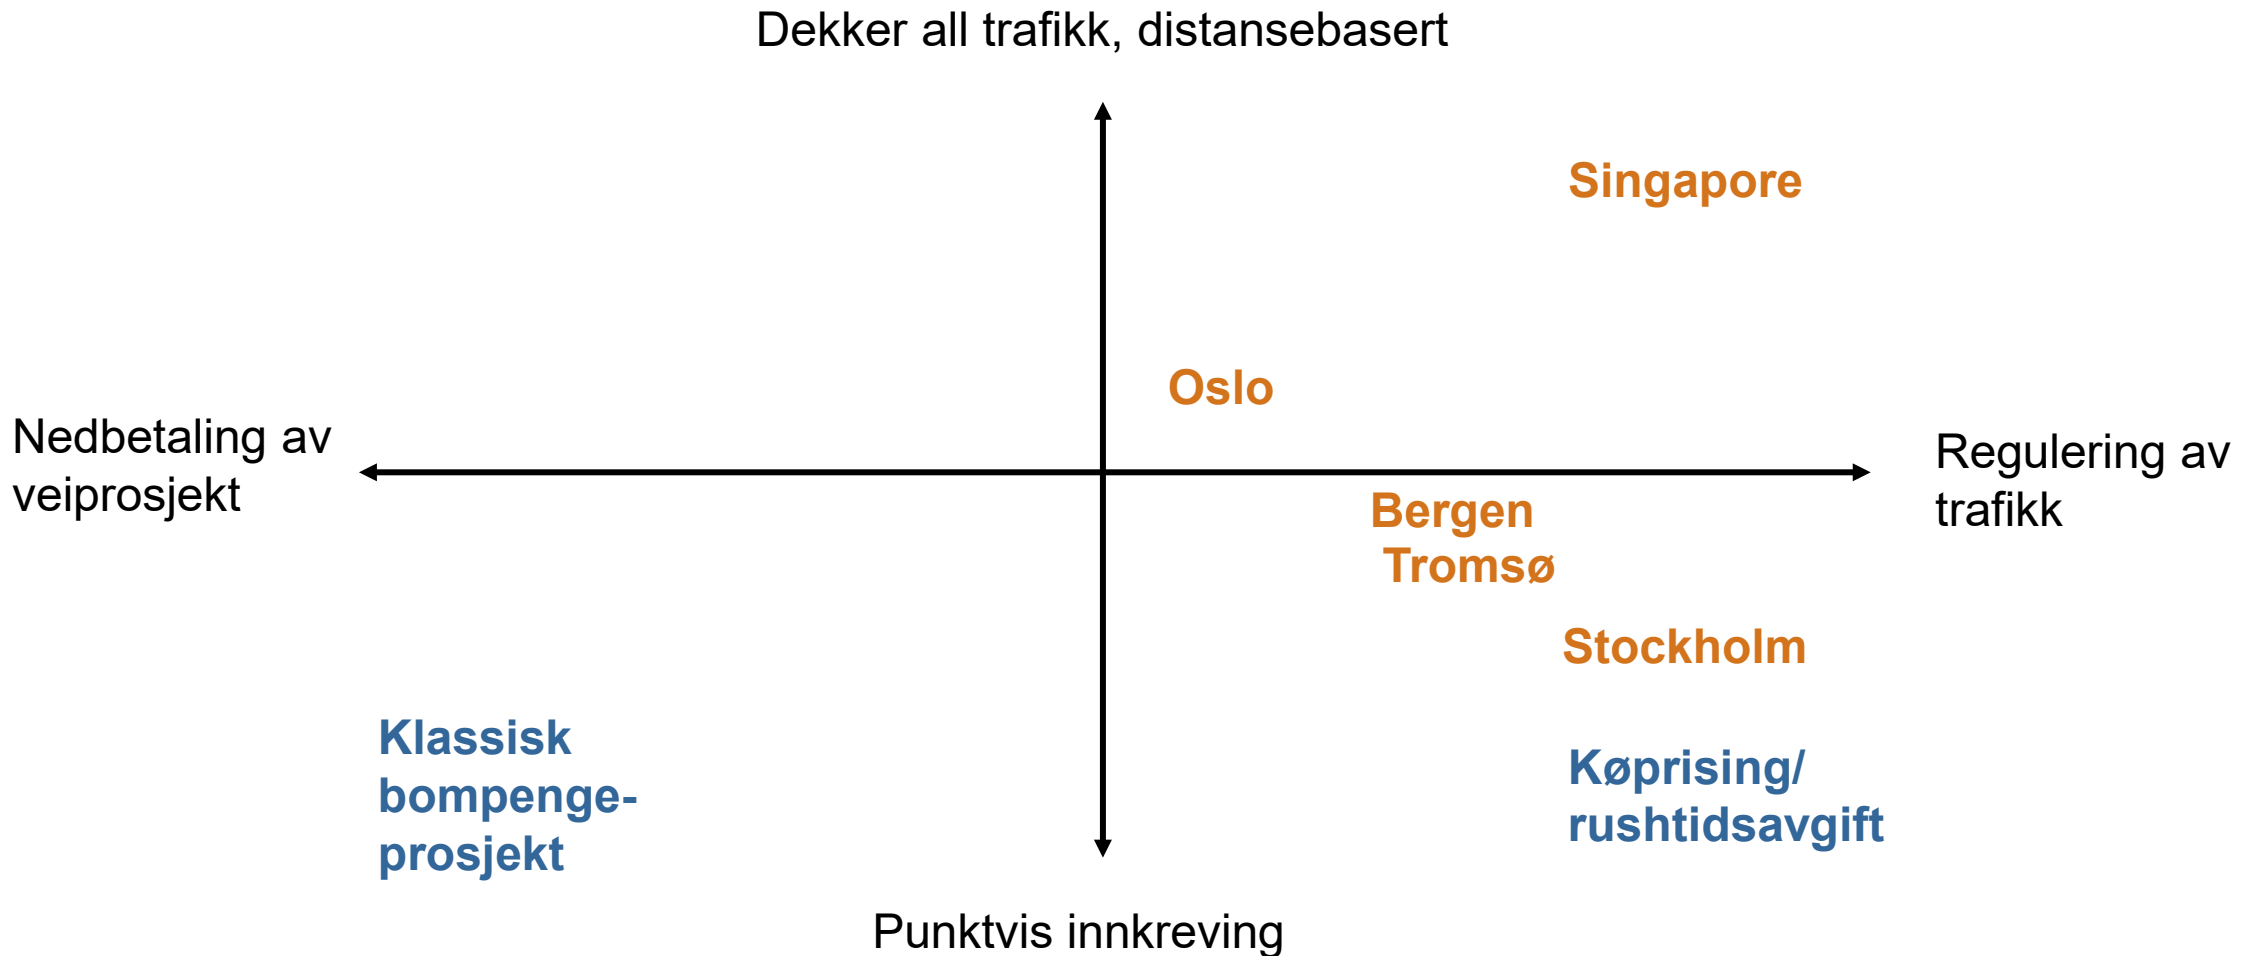 Dekker all trafikk, distansebasert
Singapore
Oslo
Nedbetaling av
veiprosjekt
Regulering av
trafikk
Bergen
Tromsø
Stockholm
Klassisk
bompenge-
prosjekt
Køprising/
rushtidsavgift
Punktvis innkreving